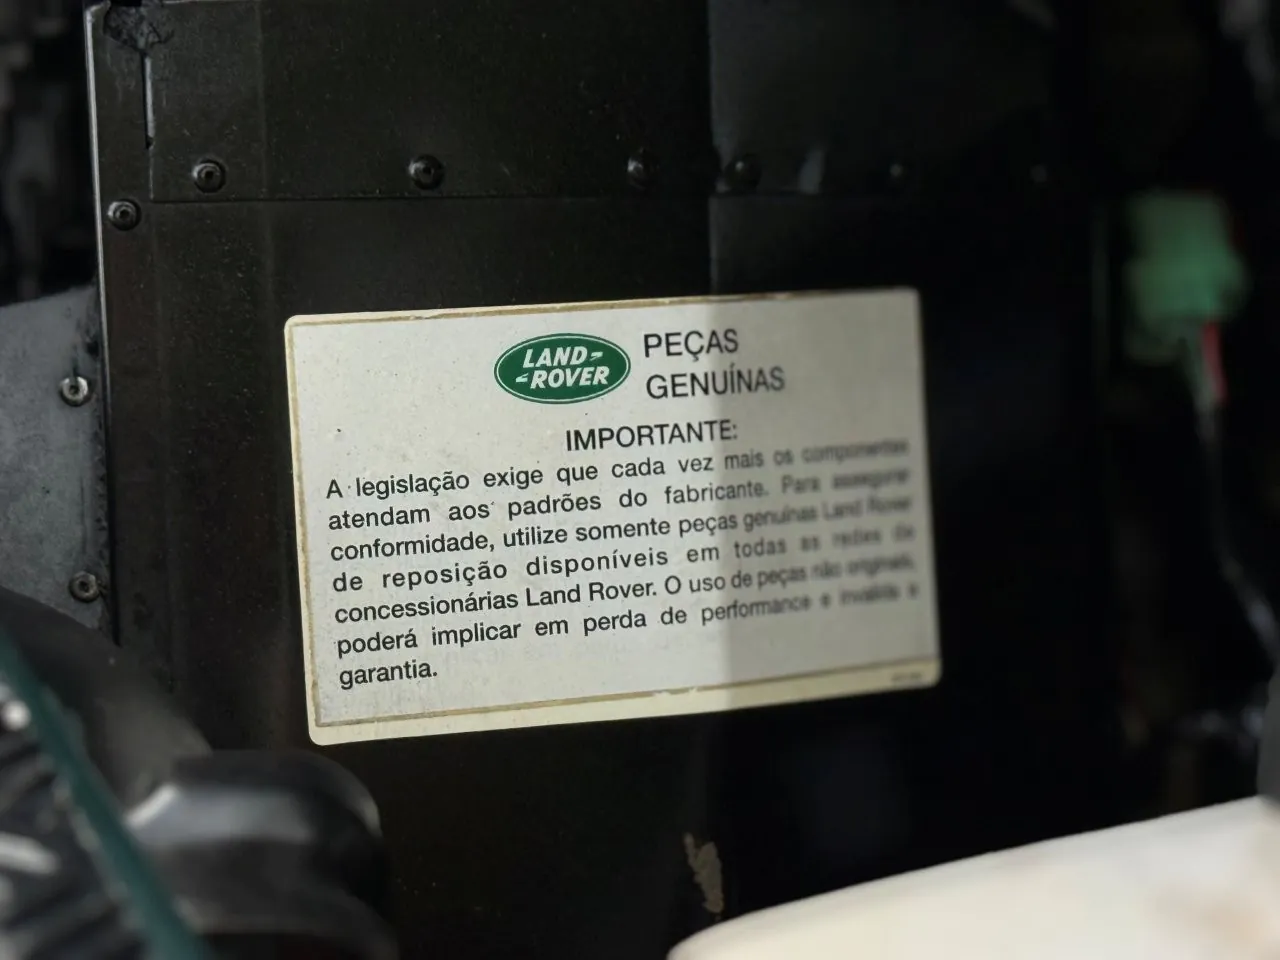 LAND-
-ROVER
PEÇAS
GENUÍNAS
IMPORTANTE:
A legislação exige que cada vez mais os componentes
atendam aos padrões do fabricante. Para assegurar
conformidade, utilize somente peças genuínas Land Rover
de reposição disponíveis em todas as redes de
concessionárias Land Rover. O uso de peças não originais,
poderá implicar em perda de performance e invalida a
garantia.